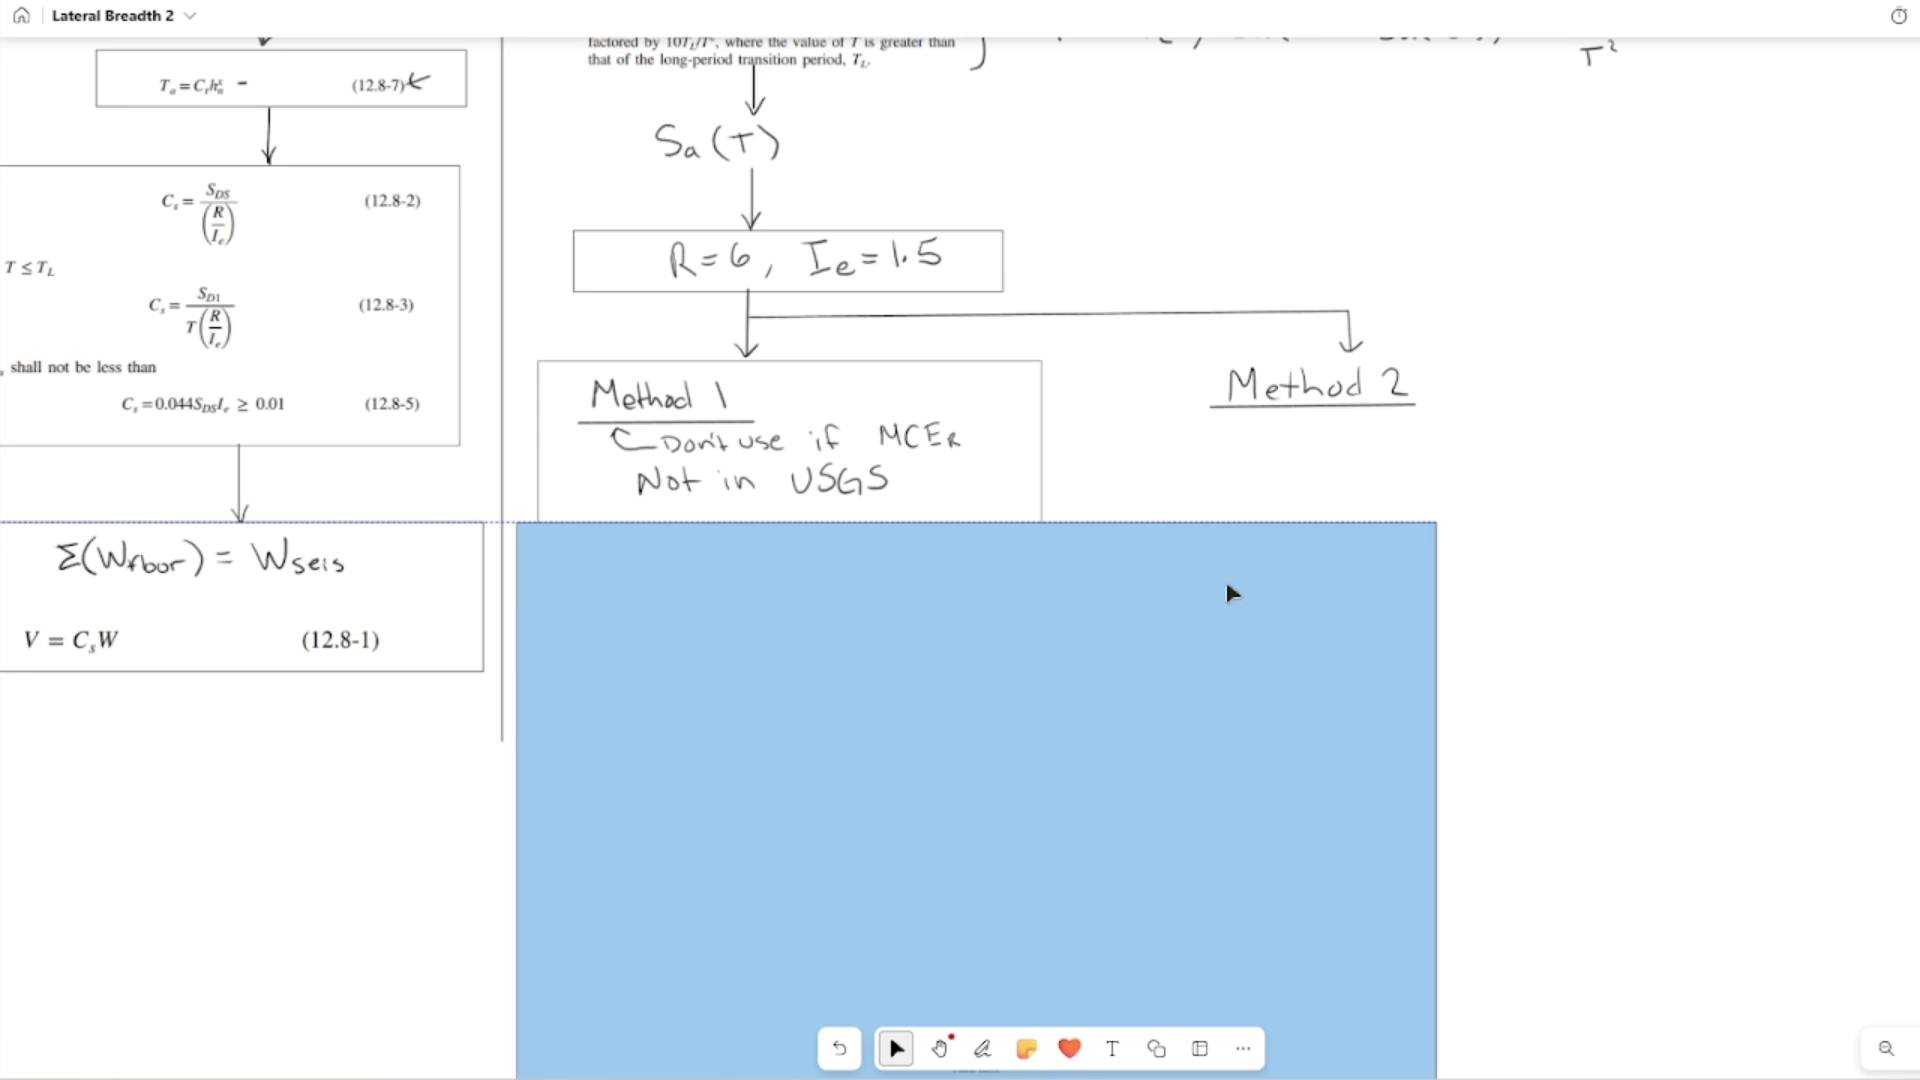 Lateral Breadth 2
factored by 10T_L/T², where the value of T is greater than
that of the long-period transition period, T_L.
T²
T_a = C_t h_n^x - (12.8-7)
S_a (T)
C_s = S_DS / (R / I_e) (12.8-2)
R = 6, I_e = 1.5
T ≤ T_L
C_s = S_D1 / T(R / I_e) (12.8-3)
shall not be less than
C_s = 0.044S_DS I_e ≥ 0.01 (12.8-5)
Method 1
Don't use if MCE_R
Not in USGS
Method 2
Σ(W_floor) = W_seis
V = C_s W (12.8-1)
T